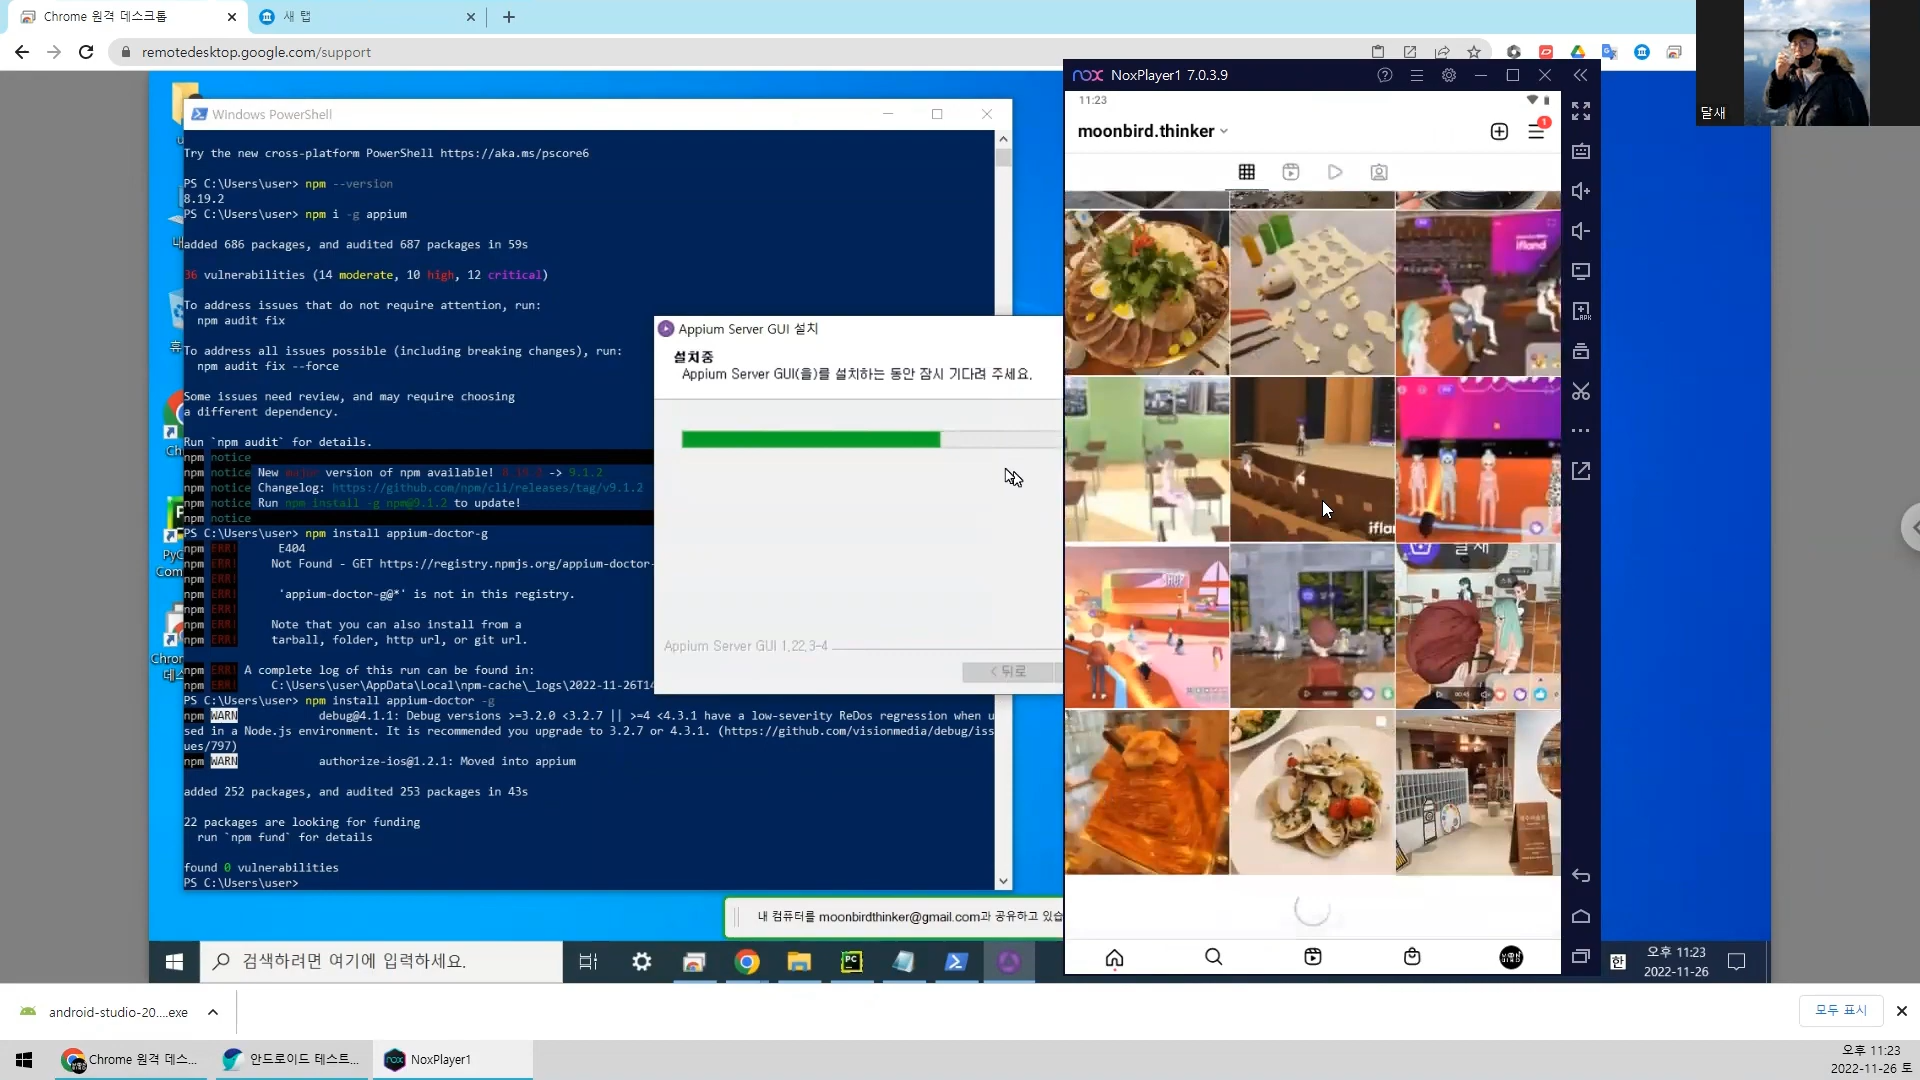 Chrome 원격 데스크톱
새 탭
remotedesktop.google.com/support
달새
Windows PowerShell
Try the new cross-platform PowerShell https://aka.ms/pscore6
PS C:\Users\user> npm --version
8.19.2
PS C:\Users\user> npm i -g appium
added 686 packages, and audited 687 packages in 59s
36 vulnerabilities (14 moderate, 10 high, 12 critical)
To address issues that do not require attention, run:
npm audit fix
To address all issues possible (including breaking changes), run:
npm audit fix --force
Some issues need review, and may require choosing
a different dependency.
Run `npm audit` for details.
npm notice
npm notice New major version of npm available! 8.19.2 -> 9.1.2
npm notice Changelog: https://github.com/npm/cli/releases/tag/v9.1.2
npm notice Run npm install -g npm@9.1.2 to update!
npm notice
PS C:\Users\user> npm install appium-doctor-g
npm ERR! E404
npm ERR! Not Found - GET https://registry.npmjs.org/appium-doctor-
npm ERR!
npm ERR! 'appium-doctor-g@*' is not in this registry.
npm ERR!
npm ERR! Note that you can also install from a
npm ERR! tarball, folder, http url, or git url.
npm ERR! A complete log of this run can be found in:
npm ERR! C:\Users\user\AppData\Local\npm-cache\_logs\2022-11-26T14
PS C:\Users\user> npm install appium-doctor -g
npm WARN debug@4.1.1: Debug versions >=3.2.0 <3.2.7 || >=4 <4.3.1 have a low-severity ReDos regression when u
sed in a Node.js environment. It is recommended you upgrade to 3.2.7 or 4.3.1. (https://github.com/visionmedia/debug/iss
ues/797)
npm WARN authorize-ios@1.2.1: Moved into appium
added 252 packages, and audited 253 packages in 43s
22 packages are looking for funding
run `npm fund` for details
found 0 vulnerabilities
PS C:\Users\user>
Appium Server GUI 설치
설치중
Appium Server GUI(을)를 설치하는 동안 잠시 기다려 주세요.
Appium Server GUI 1.22.3-4
< 뒤로
내 컴퓨터를 moonbirdthinker@gmail.com과 공유하고 있습
nox NoxPlayer1 7.0.3.9
11:23
moonbird.thinker
1
ifland
iflan
달새
검색하려면 여기에 입력하세요.
한
오후 11:23
2022-11-26
android-studio-20....exe
모두 표시
Chrome 원격 데스...
안드로이드 테스트...
NoxPlayer1
오후 11:23
2022-11-26 토